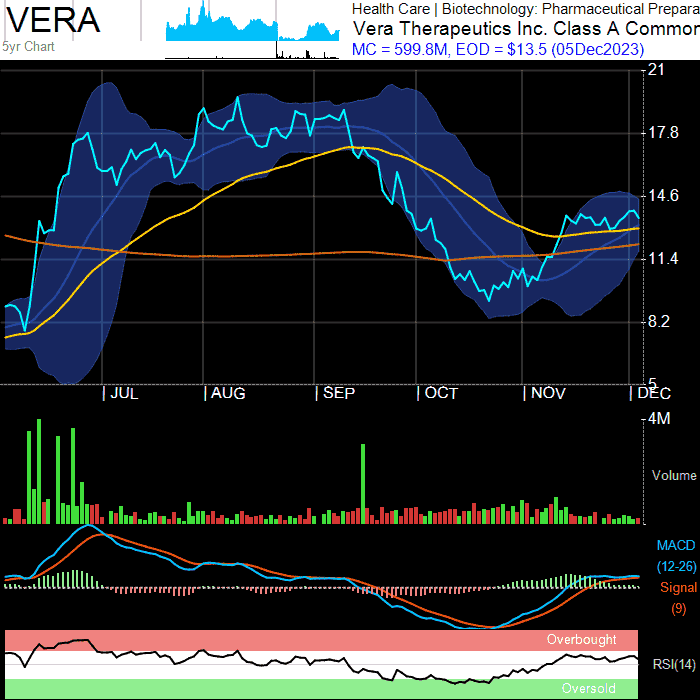 VERA
5yr Chart
Health Care | Biotechnology: Pharmaceutical Prepara
Vera Therapeutics Inc. Class A Common
MC = 599.8M, EOD = $13.5 (05Dec2023)
21
17.8
14.6
11.4
8.2
5
JUL AUG SEP OCT NOV DEC
4M
Volume
MACD
(12-26)
Signal
(9)
Overbought
RSI(14)
Oversold